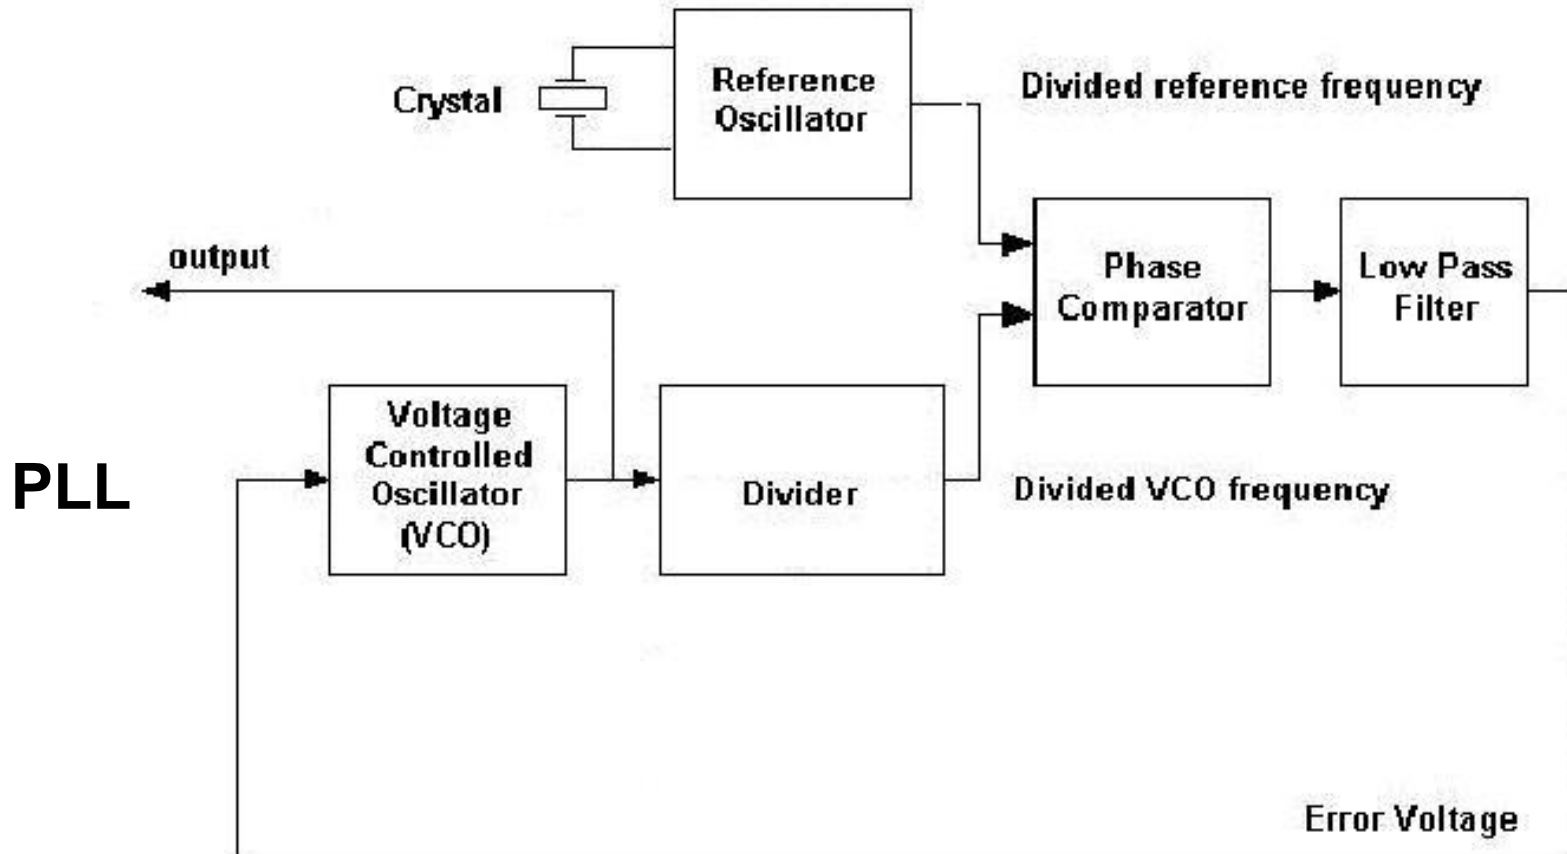 Crystal
Reference
Oscillator
Divided reference frequency
output
Phase
Comparator
Low Pass
Filter
PLL
Voltage
Controlled
Oscillator
(VCO)
Divider
Divided VCO frequency
Error Voltage